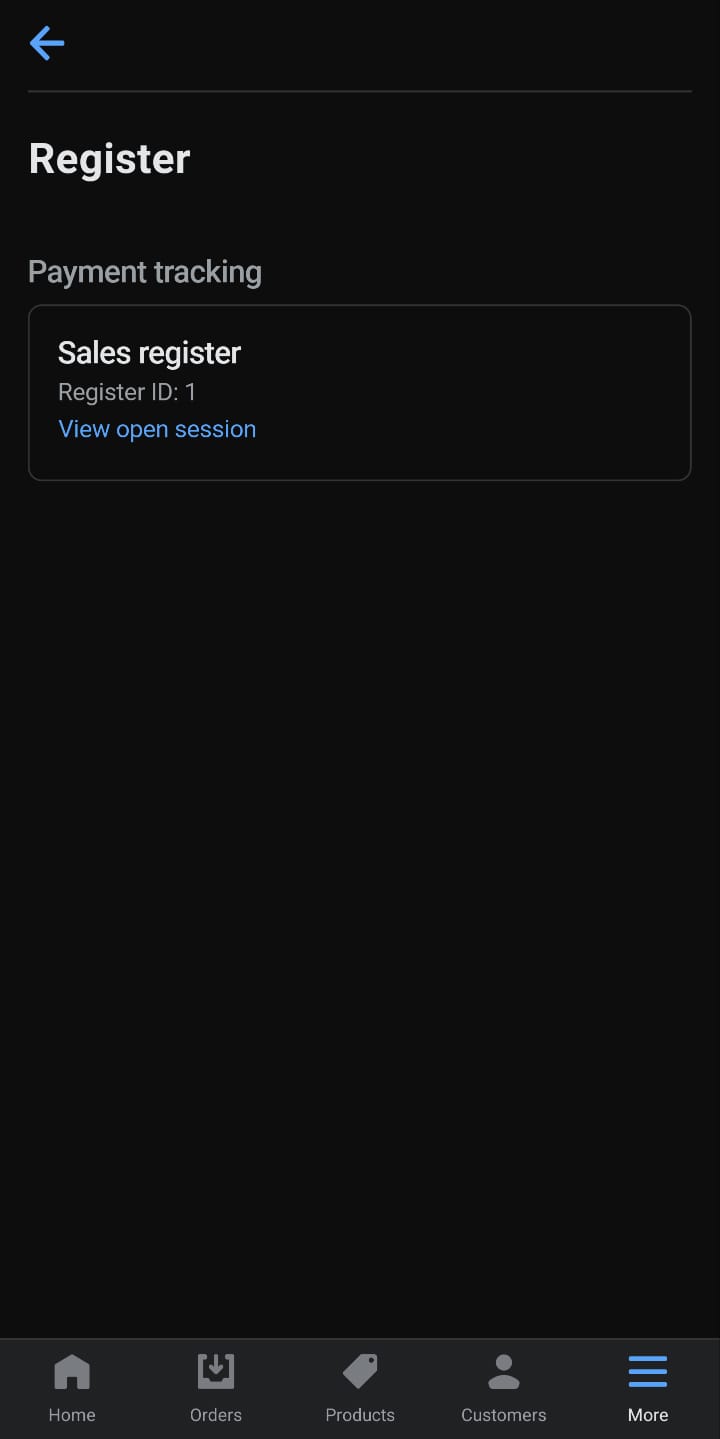 Register
Payment tracking
Sales register
Register ID: 1
View open session
Home
Orders
Products
Customers
More